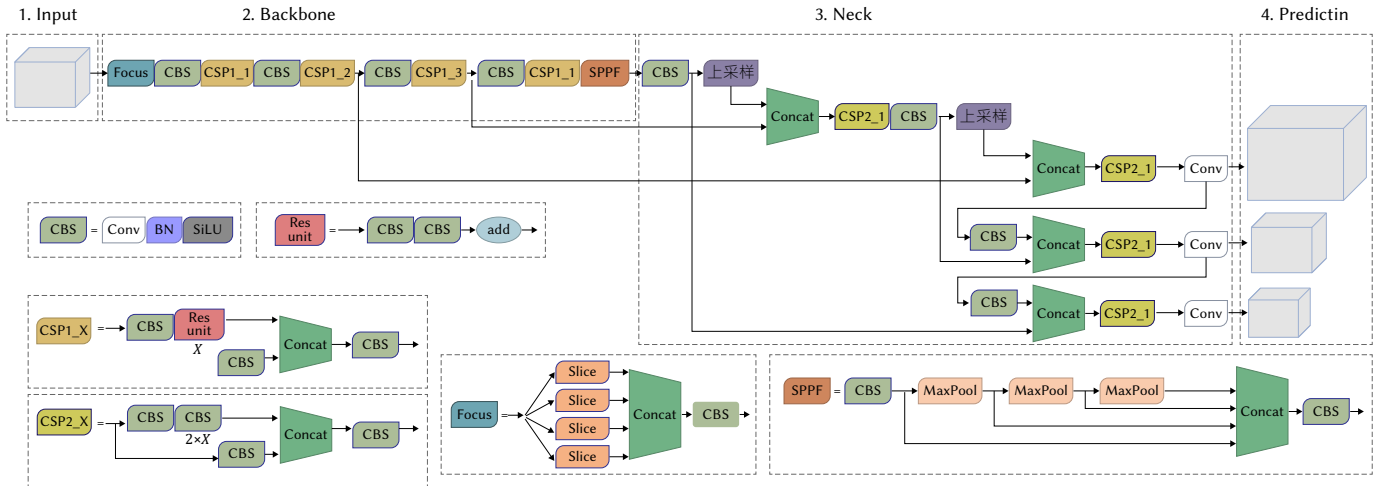 1. Input
2. Backbone
3. Neck
4. Predictin
Focus CBS CSP1_1 CBS CSP1_2 CBS CSP1_3 CBS CSP1_1 SPPF CBS 上采样
Concat CSP2_1 CBS 上采样
Concat CSP2_1 Conv
CBS = Conv BN SiLU
Res
unit = CBS CBS add
CBS Concat CSP2_1 Conv
CBS Concat CSP2_1 Conv
CSP1_X = CBS Res
unit
X
CBS
Concat CBS
CSP2_X = CBS CBS
2×X
CBS
Concat CBS
Focus =
Slice
Slice
Slice
Slice
Concat CBS
SPPF = CBS MaxPool MaxPool MaxPool
Concat CBS